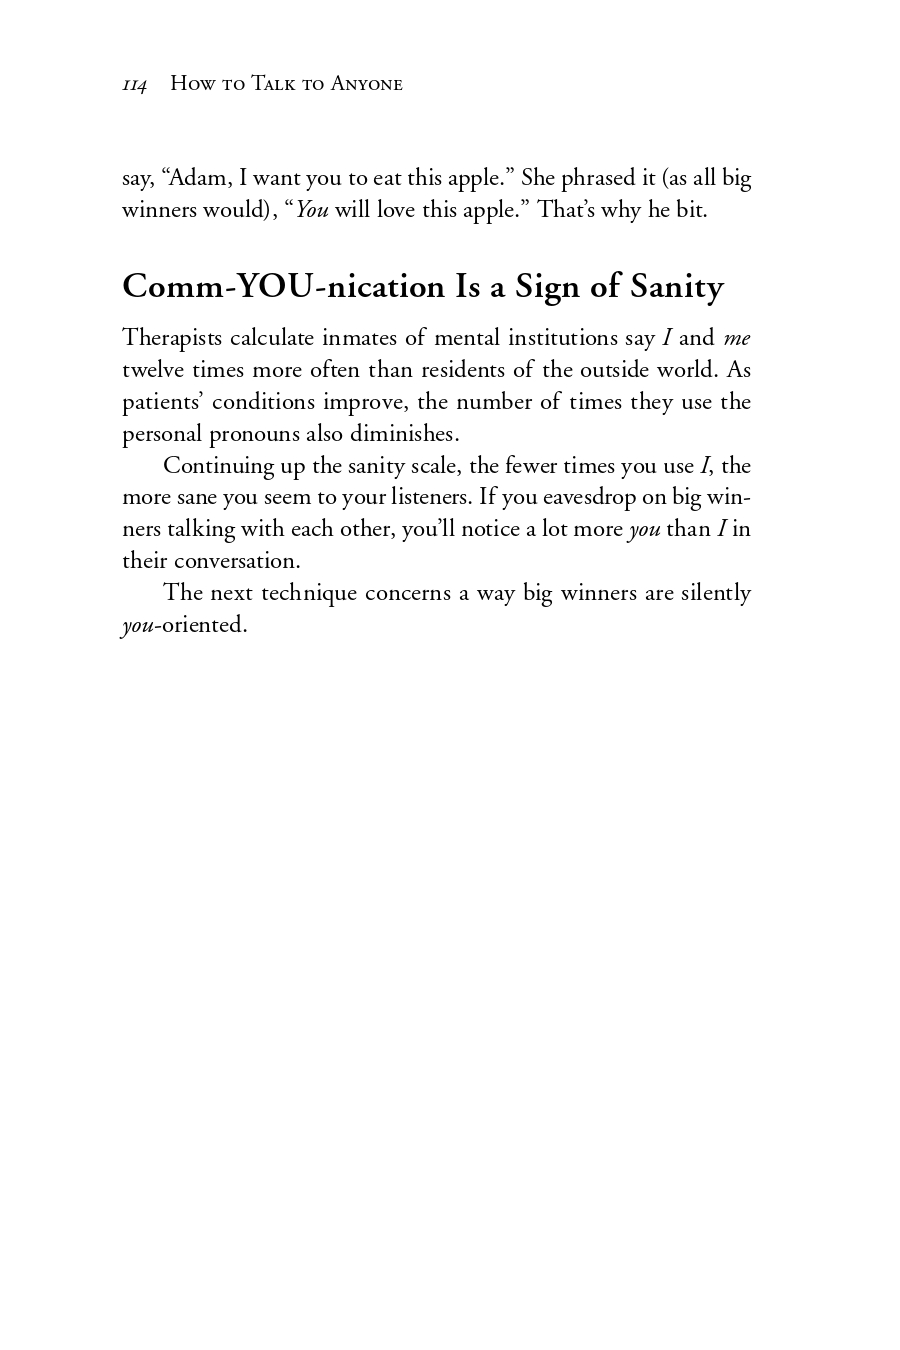 114 How to Talk to Anyone
say, “Adam, I want you to eat this apple.” She phrased it (as all big
winners would), “You will love this apple.” That’s why he bit.
Comm-YOU-nication Is a Sign of Sanity
Therapists calculate inmates of mental institutions say I and me
twelve times more often than residents of the outside world. As
patients’ conditions improve, the number of times they use the
personal pronouns also diminishes.
Continuing up the sanity scale, the fewer times you use I, the
more sane you seem to your listeners. If you eavesdrop on big win-
ners talking with each other, you’ll notice a lot more you than I in
their conversation.
The next technique concerns a way big winners are silently
you-oriented.